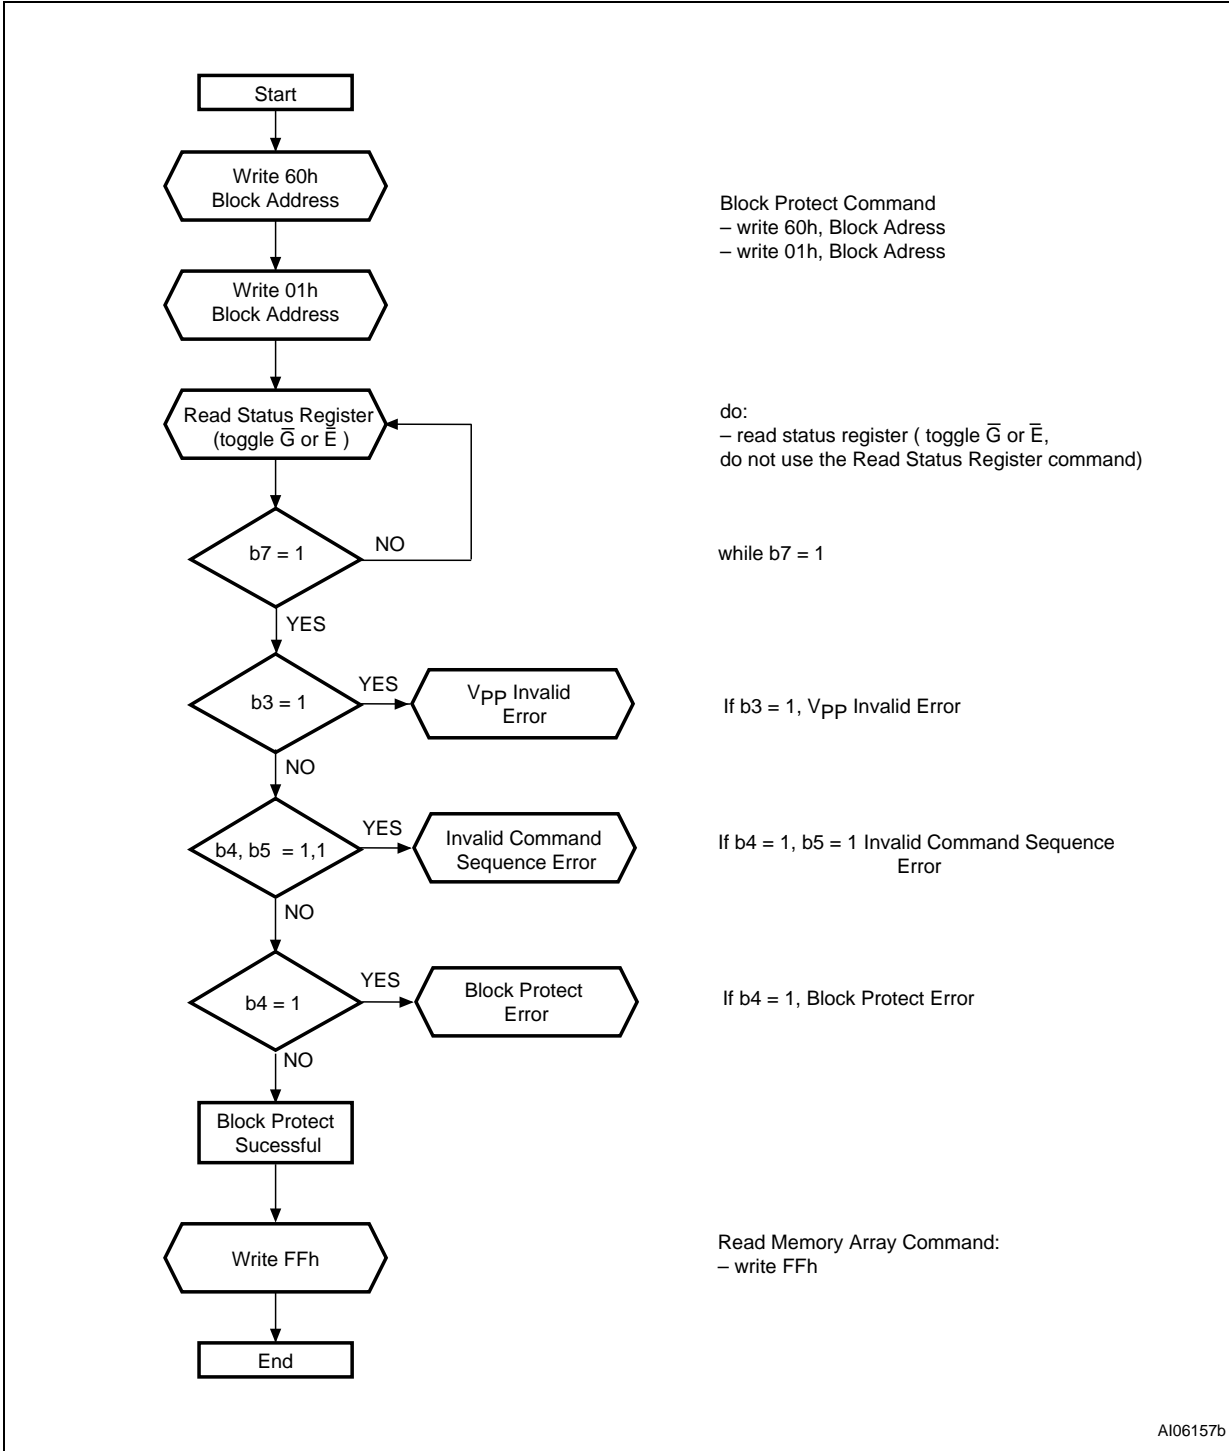 Start
Write 60h
Block Address
Block Protect Command
– write 60h, Block Adress
– write 01h, Block Adress
Write 01h
Block Address
Read Status Register
(toggle G̅ or E̅ )
do:
– read status register ( toggle G̅ or E̅,
do not use the Read Status Register command)
b7 = 1
NO
while b7 = 1
YES
b3 = 1
YES
VPP Invalid
Error
If b3 = 1, VPP Invalid Error
NO
b4, b5 = 1,1
YES
Invalid Command
Sequence Error
If b4 = 1, b5 = 1 Invalid Command Sequence
Error
NO
b4 = 1
YES
Block Protect
Error
If b4 = 1, Block Protect Error
NO
Block Protect
Sucessful
Write FFh
Read Memory Array Command:
– write FFh
End
AI06157b